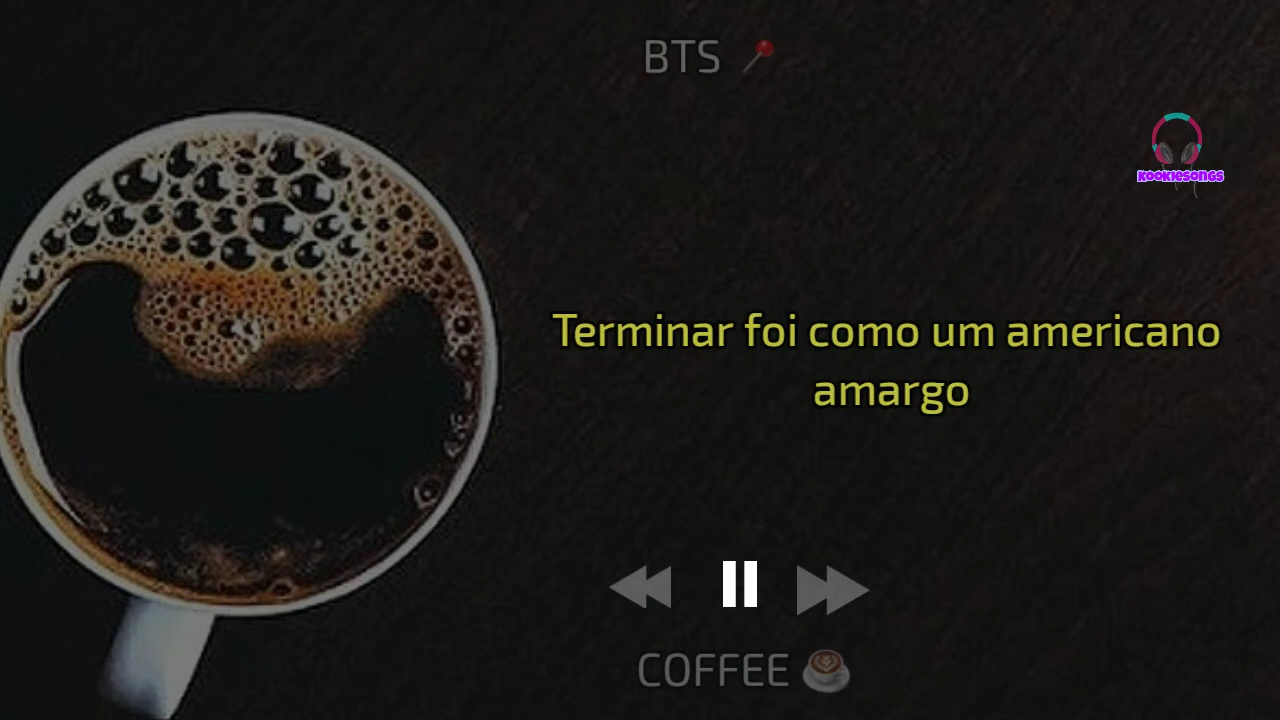 BTS
KOOKIESONGS
Terminar foi como um americano
amargo
COFFEE